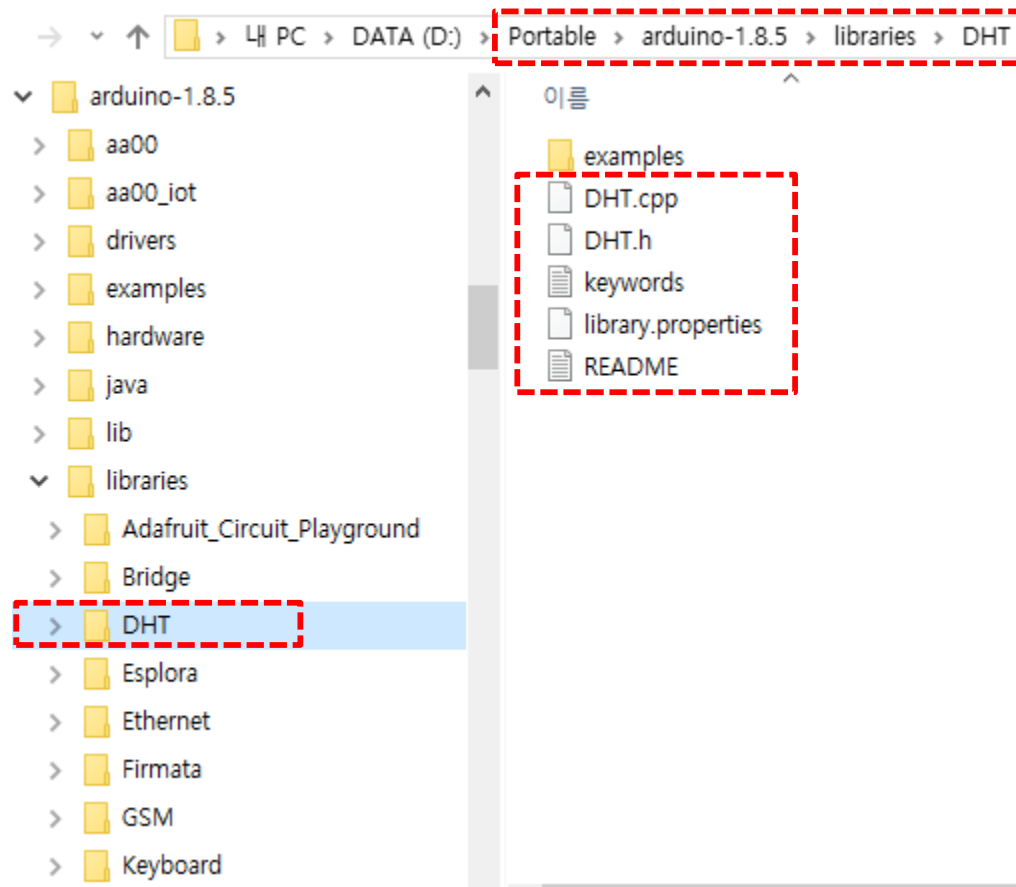 내 PC > DATA (D:) > Portable > arduino-1.8.5 > libraries > DHT
arduino-1.8.5
aa00
aa00_iot
drivers
examples
hardware
java
lib
libraries
Adafruit_Circuit_Playground
Bridge
DHT
Esplora
Ethernet
Firmata
GSM
Keyboard
이름
examples
DHT.cpp
DHT.h
keywords
library.properties
README